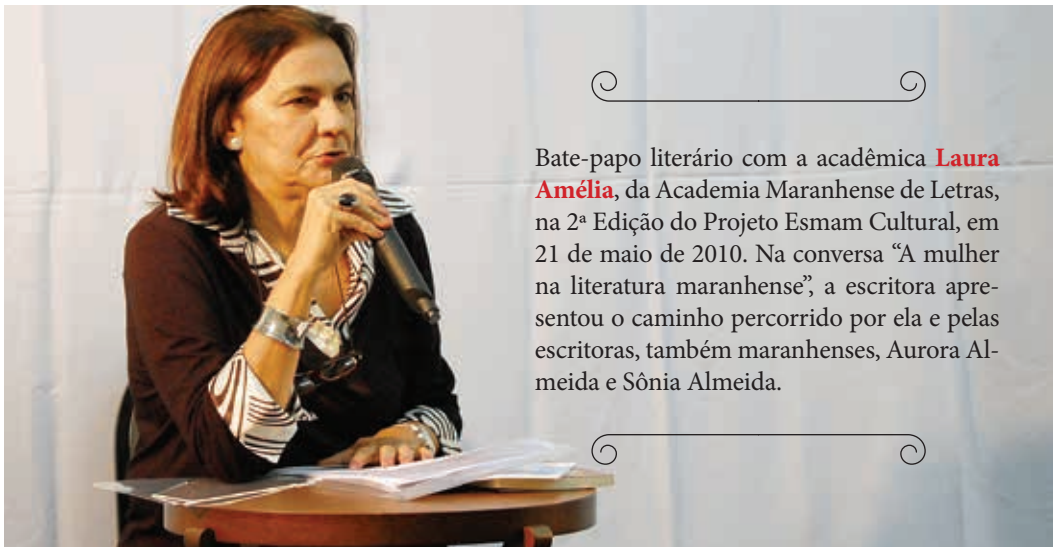 Bate-papo literário com a acadêmica Laura
Amélia, da Academia Maranhense de Letras,
na 2ª Edição do Projeto Esmam Cultural, em
21 de maio de 2010. Na conversa “A mulher
na literatura maranhense”, a escritora apre-
sentou o caminho percorrido por ela e pelas
escritoras, também maranhenses, Aurora Al-
meida e Sônia Almeida.